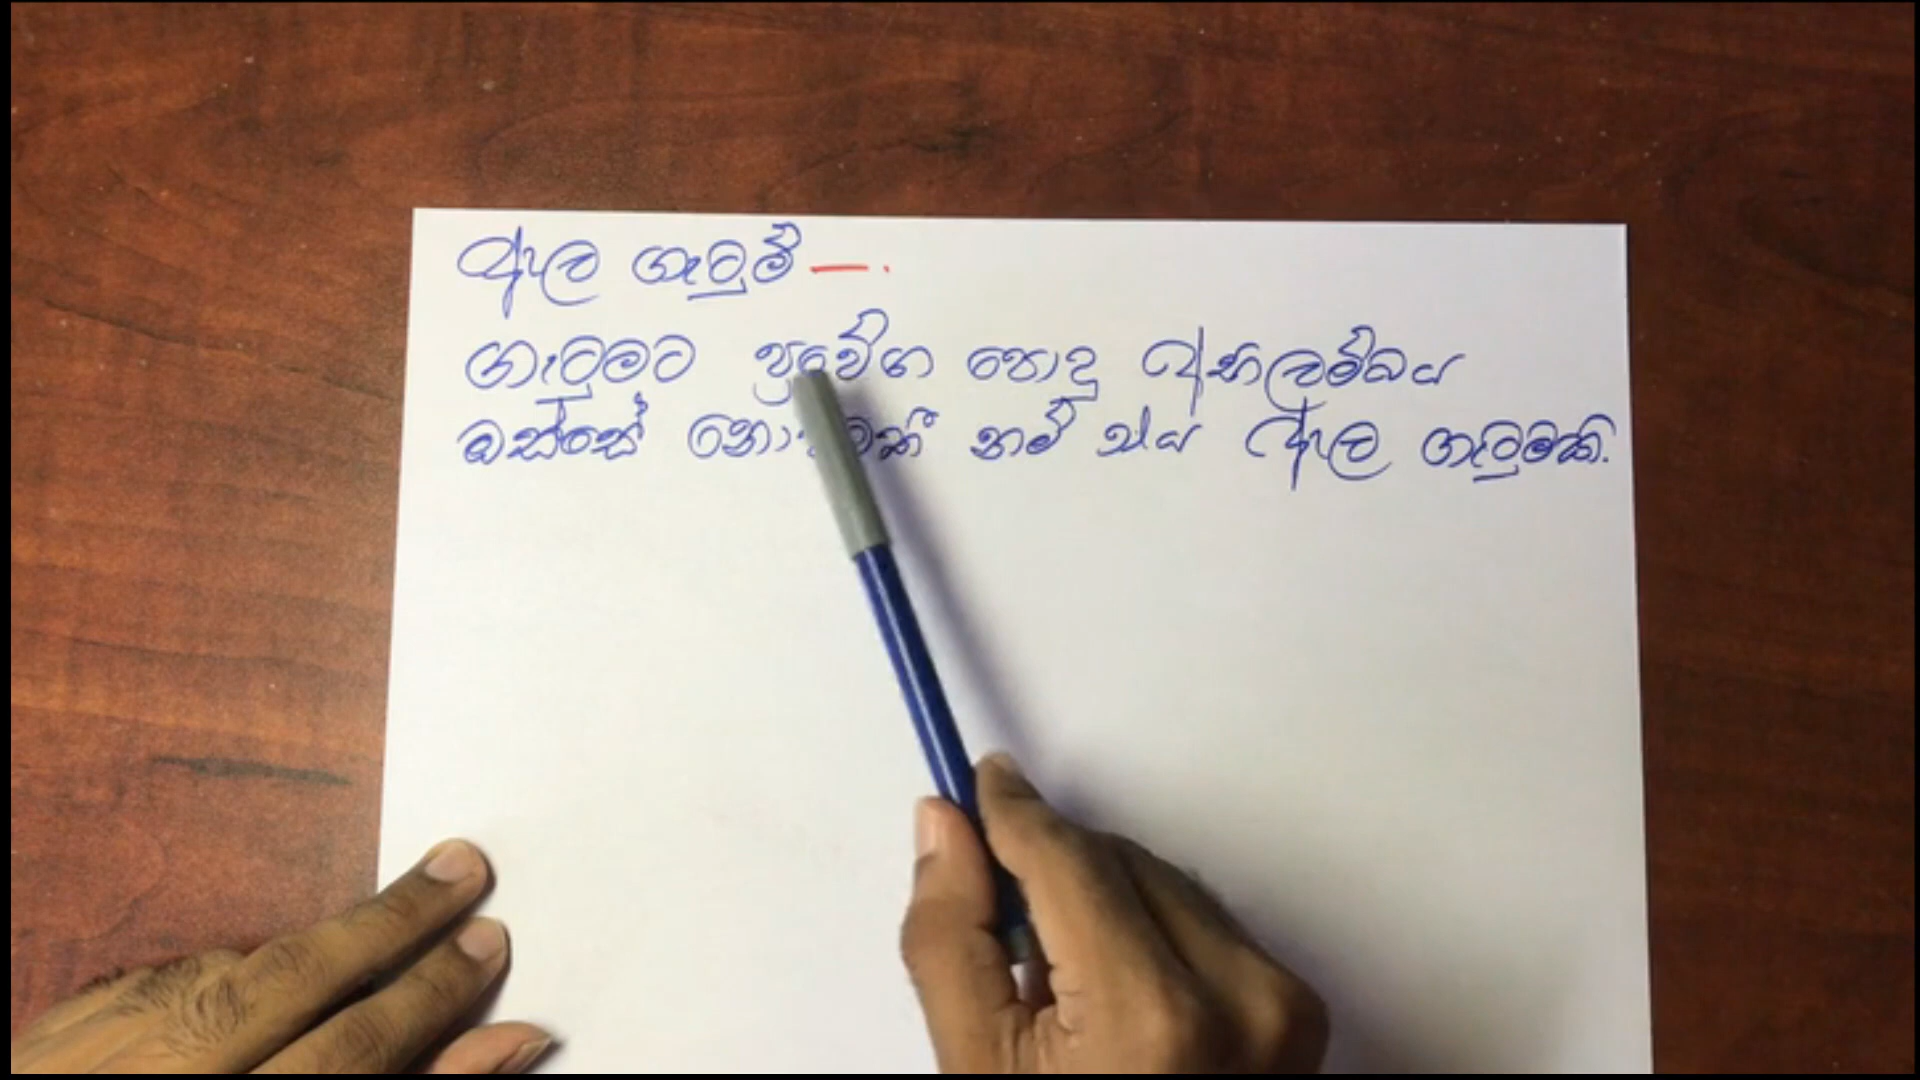 ඇල ගැටුම් —.
ගැටුමට ප්‍රවේග පොදු අභිලම්බය
ඔස්සේ නම් එය ඇල ගැටුමකි.